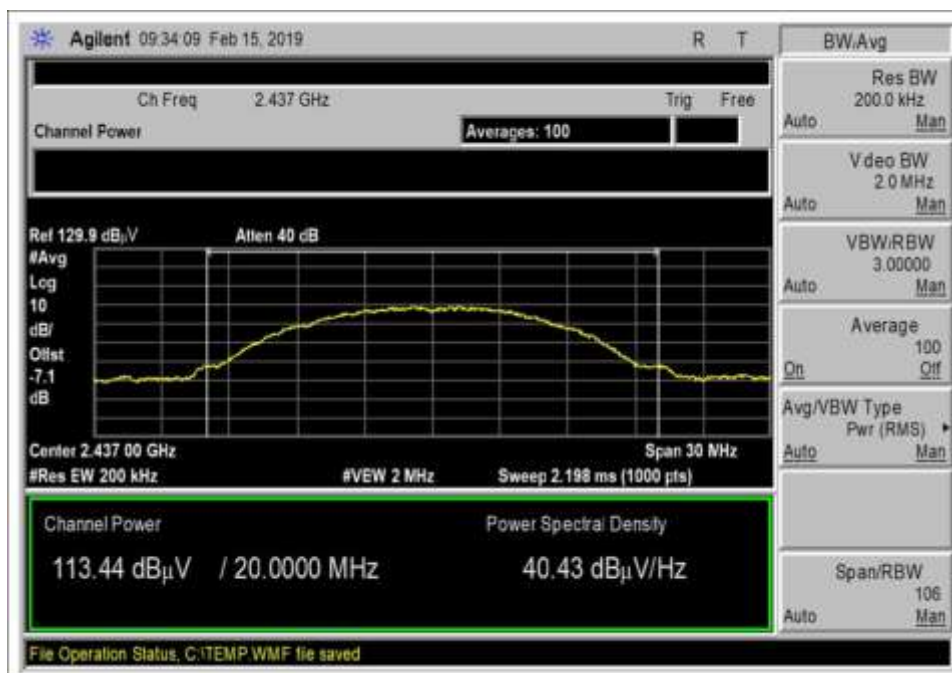 Agilent 09:34:09 Feb 15, 2019 R T
Ch Freq 2.437 GHz Trig Free
Channel Power Averages: 100
Ref 129.9 dBµV Atten 40 dB
#Avg
Log
10
dB/
Offst
-7.1
dB
Center 2.437 00 GHz Span 30 MHz
#Res BW 200 kHz #VBW 2 MHz Sweep 2.198 ms (1000 pts)
Channel Power Power Spectral Density
113.44 dBµV / 20.0000 MHz 40.43 dBµV/Hz
File Operation Status, C:\TEMP.WMF file saved
BW/Avg
Res BW
200.0 kHz
Auto Man
Video BW
2.0 MHz
Auto Man
VBW/RBW
3.00000
Auto Man
Average
100
On Off
Avg/VBW Type
Pwr (RMS)
Auto Man
Span/RBW
106
Auto Man